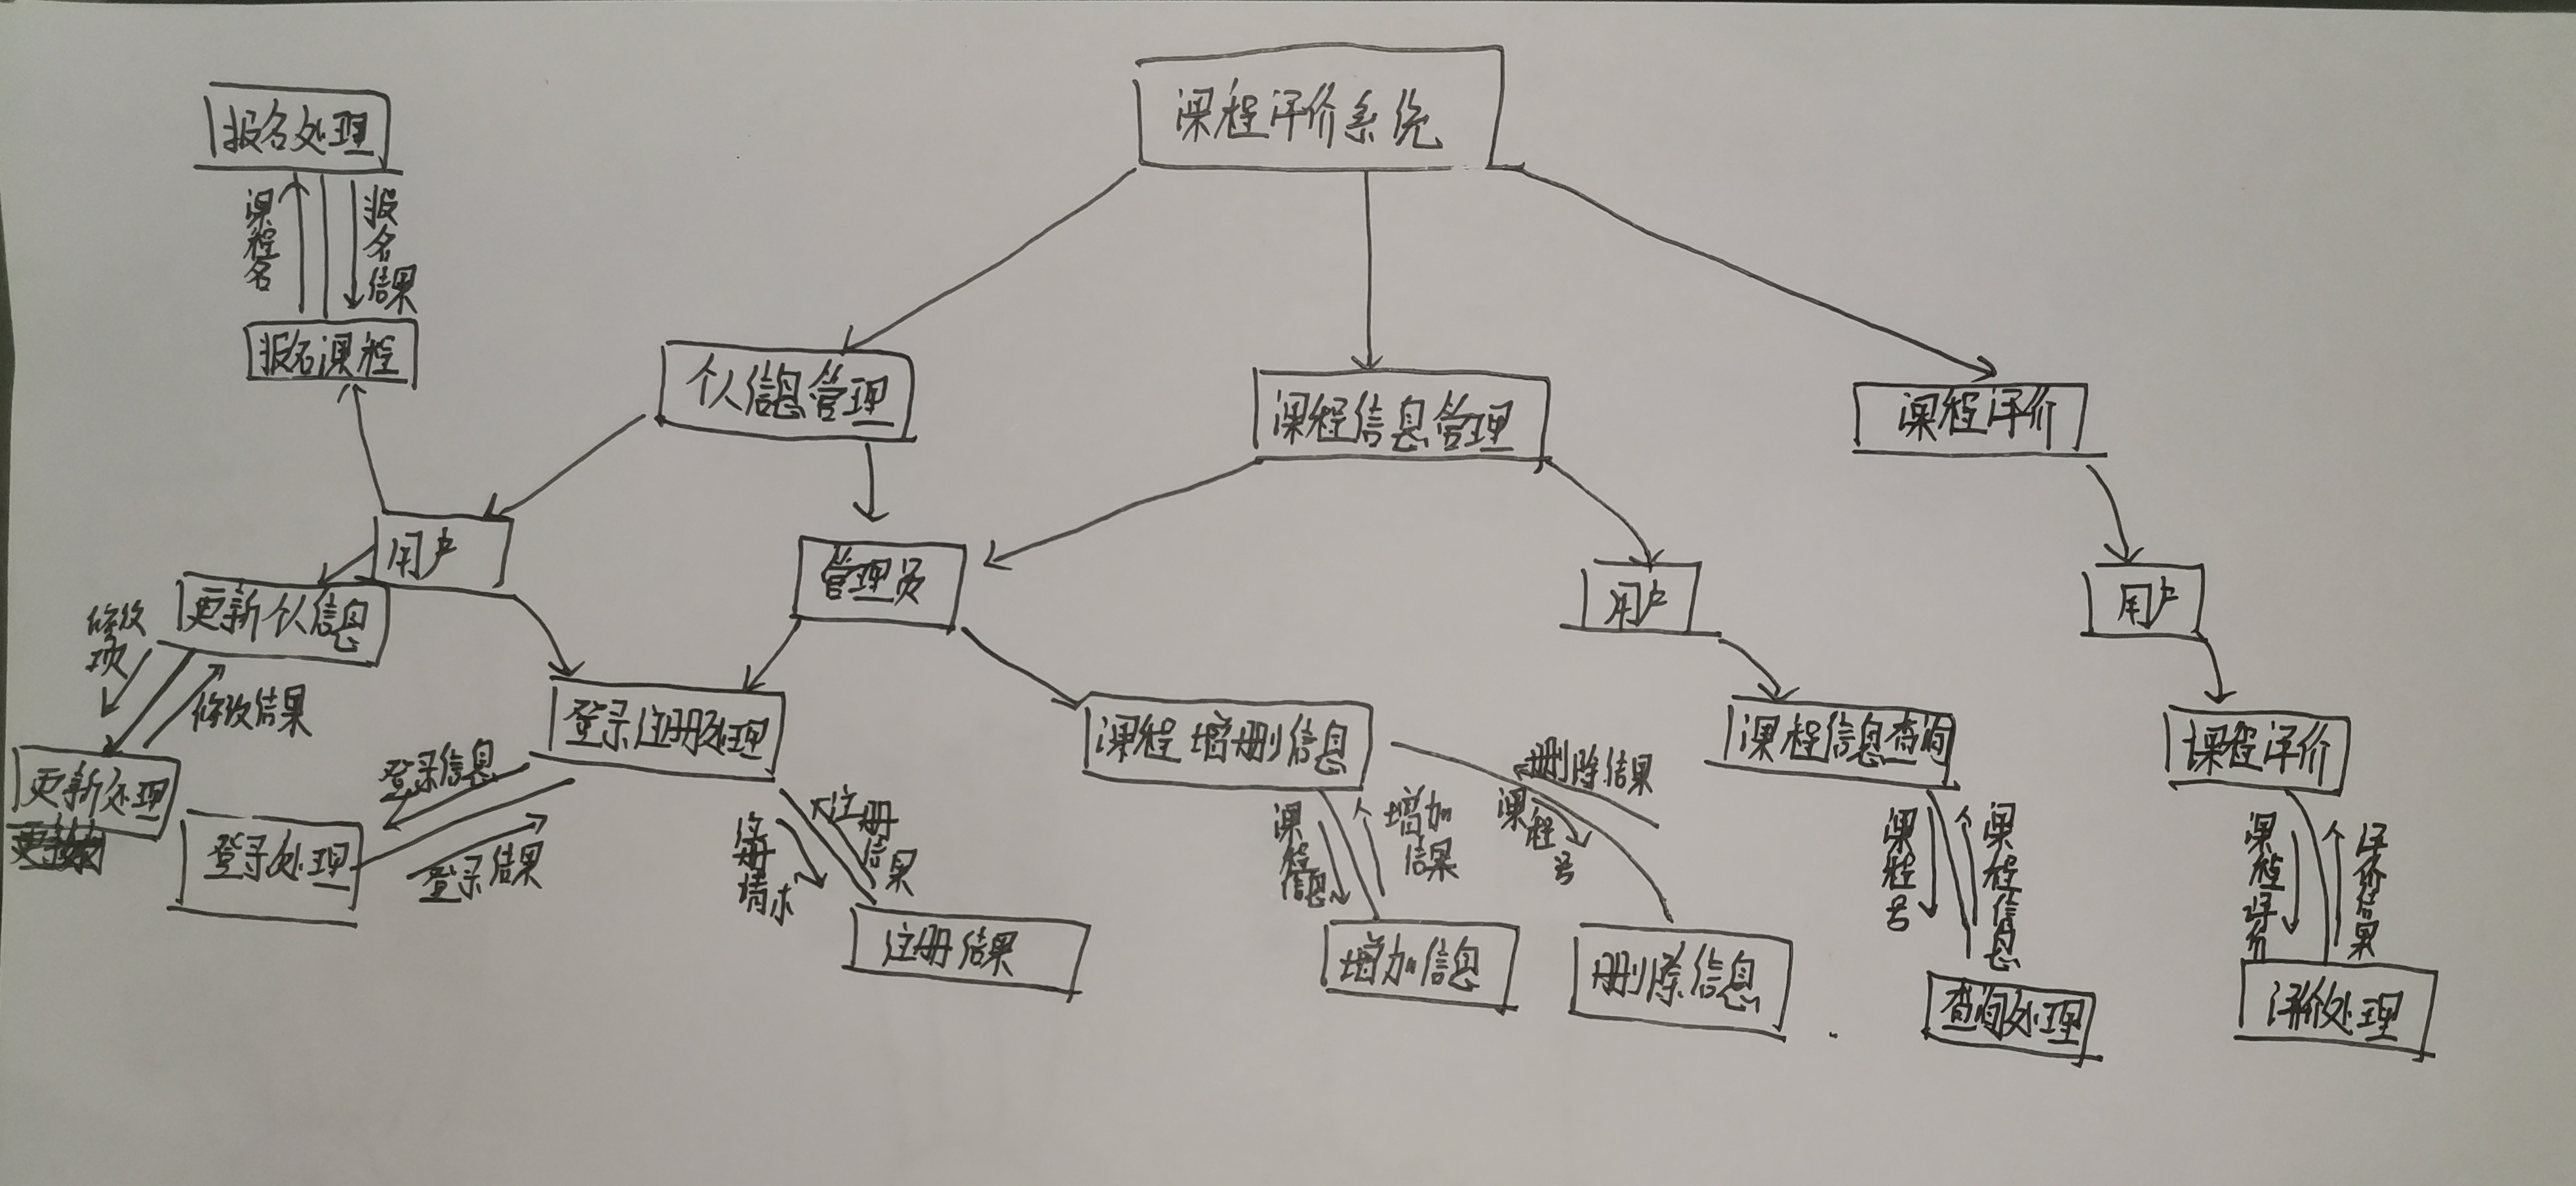 课程评价系统
报名处理
课程名
报名结果
报名课程
个人信息管理
课程信息管理
课程评价
用户
管理员
用户
用户
更新个人信息
修改项
修改结果
更新处理
登录注册处理
登录信息
登录结果
登录处理
注册结果
注册结果
课程增删信息
课程信息
增加结果
删除结果
课程号
增加信息
删除信息
课程信息查询
课程号
课程信息
查询处理
课程评价
课程评价
评价结果
评价处理